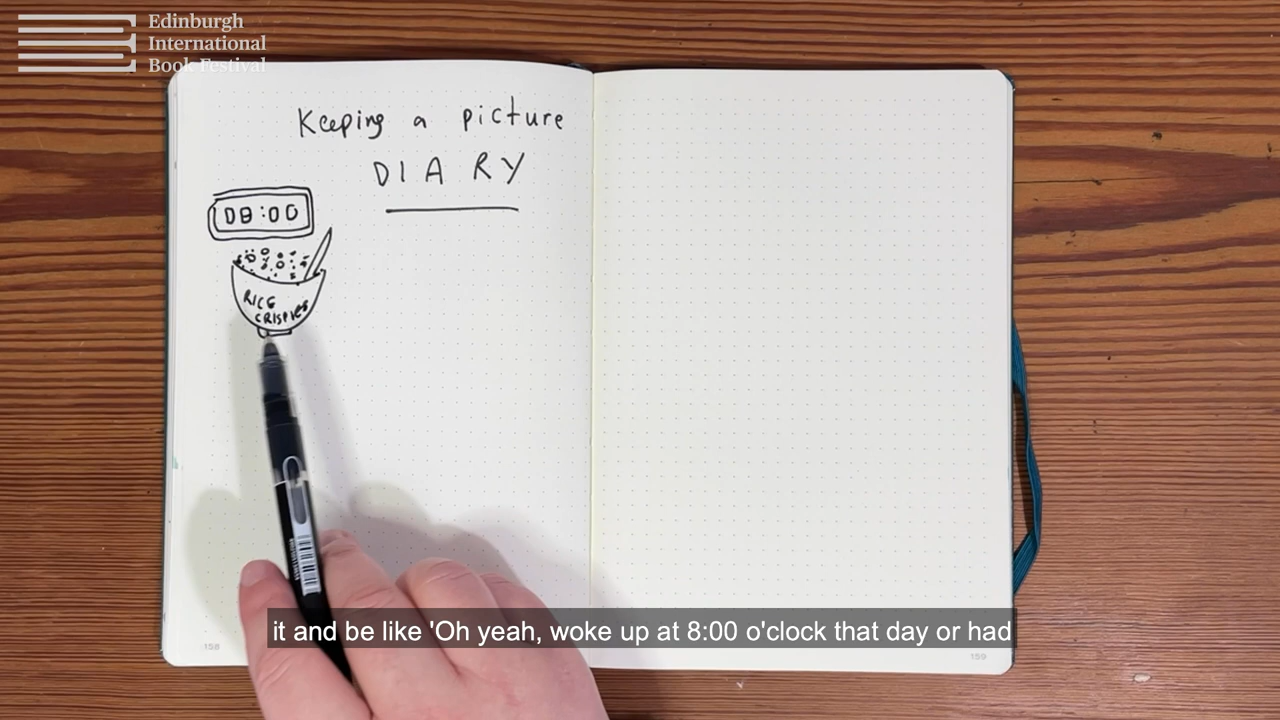 Edinburgh
International
Book Festival
Keeping a picture
DIARY
08:00
RICE
CRISPIES
it and be like 'Oh yeah, woke up at 8:00 o'clock that day or had
158
159